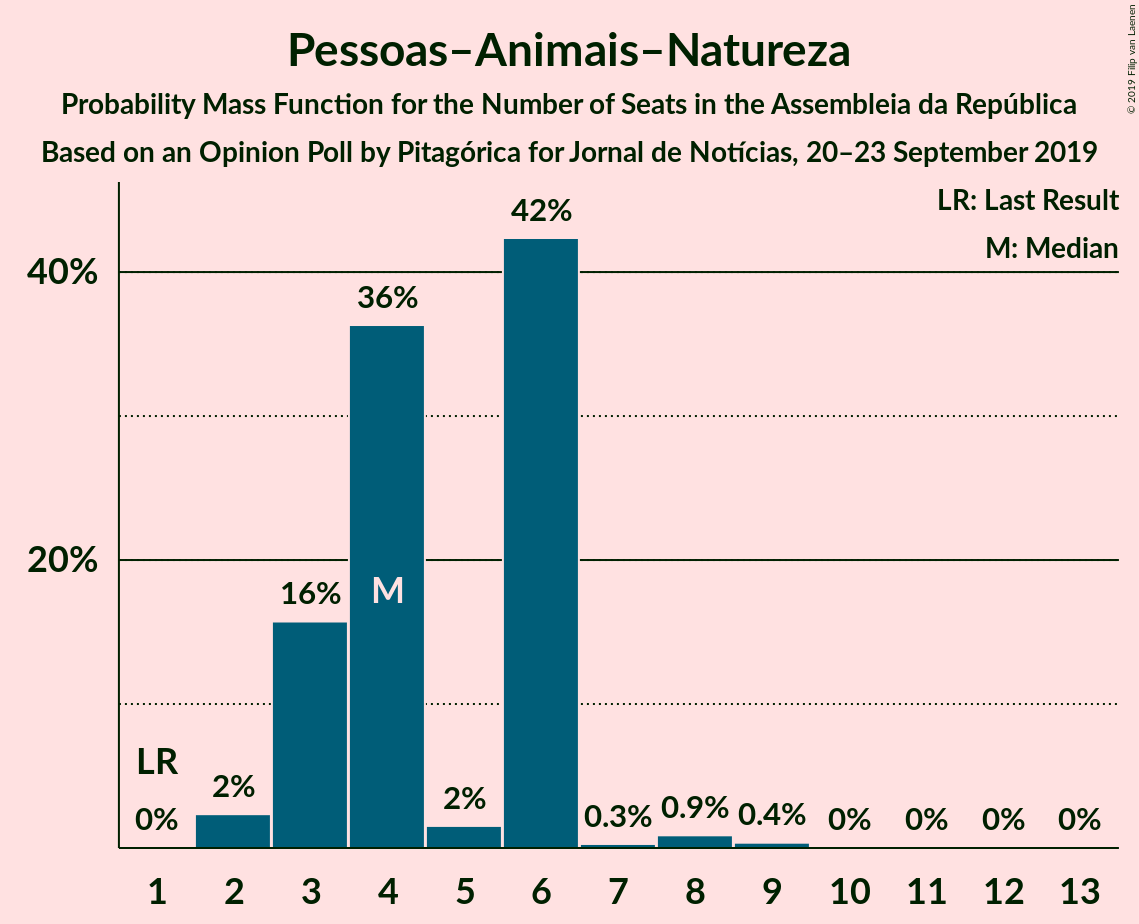 Pessoas–Animais–Natureza
Probability Mass Function for the Number of Seats in the Assembleia da República
Based on an Opinion Poll by Pitagórica for Jornal de Notícias, 20–23 September 2019
© 2019 Filip van Laenen
LR: Last Result
M: Median
42%
40%
36%
20%
16%
M
LR
0%
2%
2%
0.3%
0.9%
0.4%
0%
0%
0%
0%
1 2 3 4 5 6 7 8 9 10 11 12 13